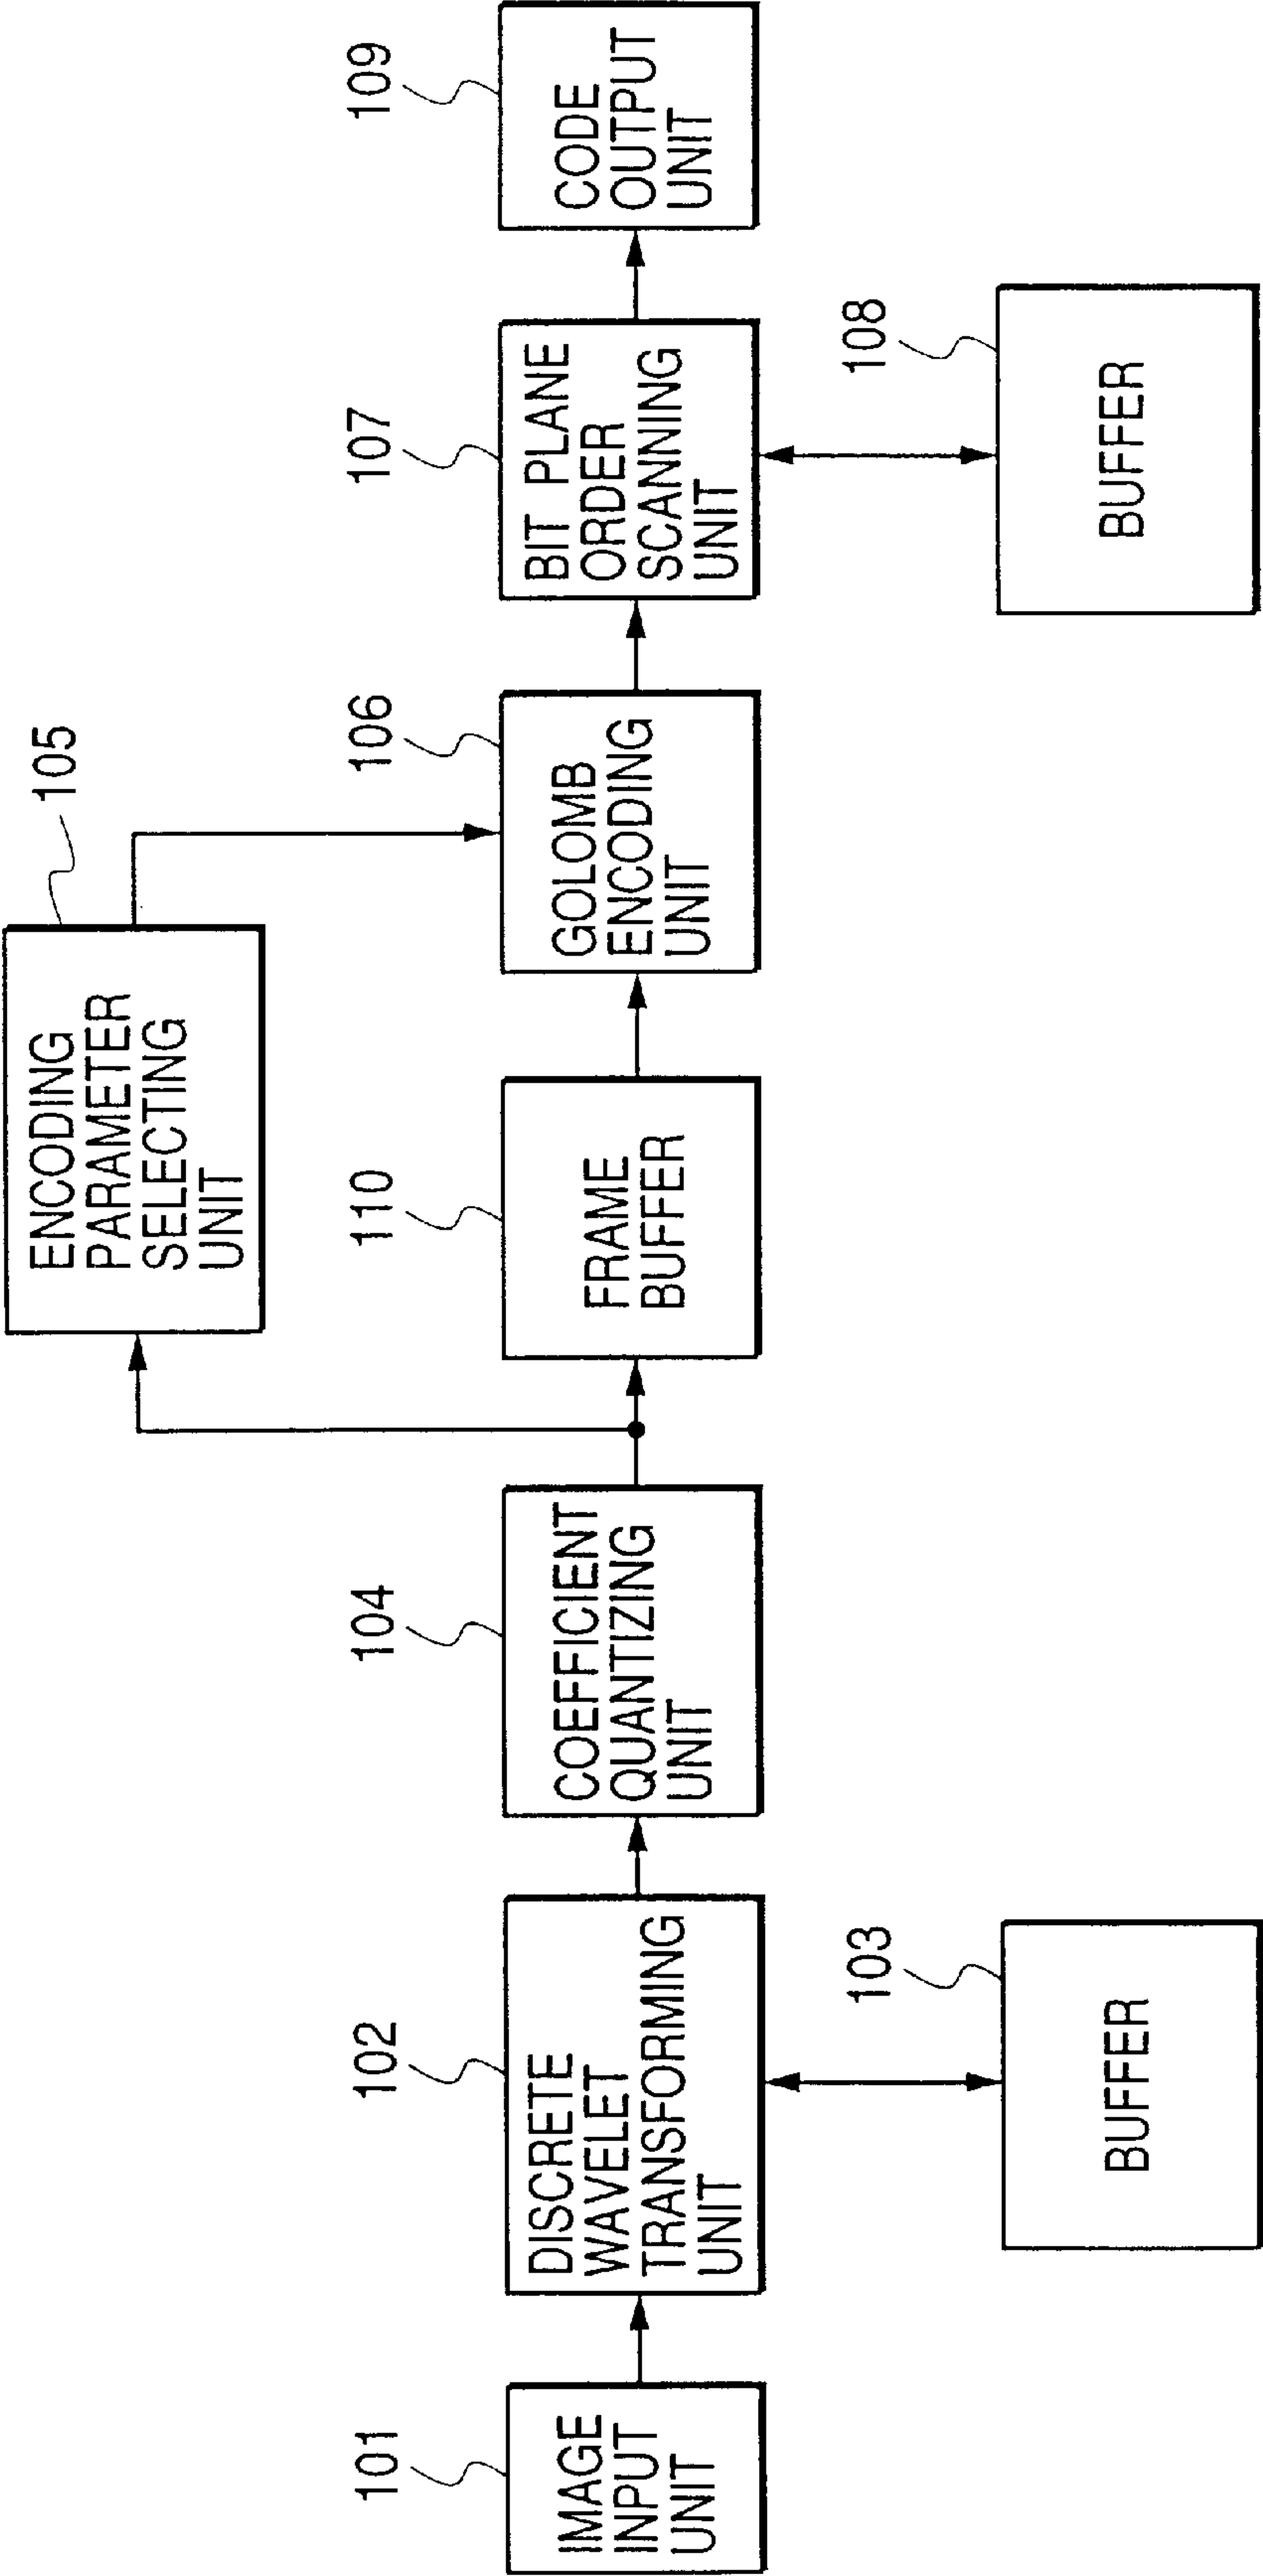 105
ENCODING
PARAMETER
SELECTING
UNIT
101
IMAGE
INPUT
UNIT
102
DISCRETE
WAVELET
TRANSFORMING
UNIT
104
COEFFICIENT
QUANTIZING
UNIT
110
FRAME
BUFFER
106
GOLOMB
ENCODING
UNIT
107
BIT PLANE
ORDER
SCANNING
UNIT
109
CODE
OUTPUT
UNIT
103
BUFFER
108
BUFFER